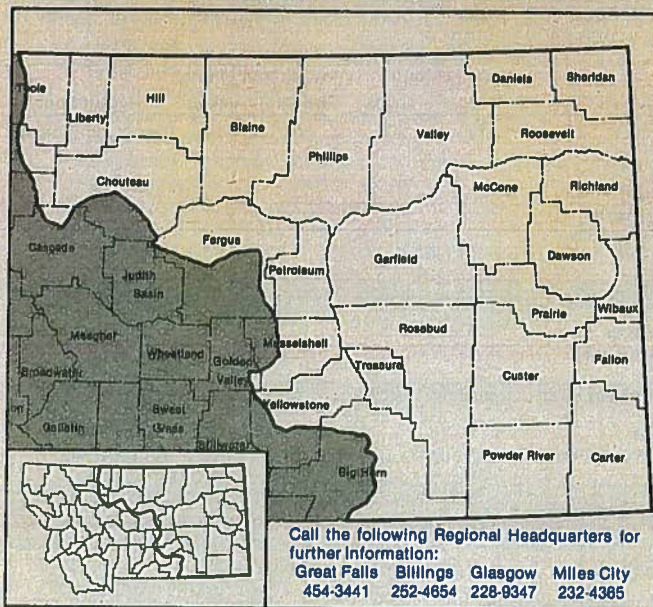 Daniels Sheridan
Toole Liberty Hill Blaine Phillips Valley Roosevelt
Chouteau McCone Richland
Cascade Fergus Garfield Dawson
Judith Basin Petroleum
Meagher Wheatland Golden Valley Musselshell Rosebud Prairie Wibaux
Broadwater Treasure Custer Fallon
Gallatin Sweet Grass Stillwater Yellowstone
Big Horn Powder River Carter
Call the following Regional Headquarters for
further information:
Great Falls Billings Glasgow Miles City
454-3441 252-4654 228-9347 232-4365